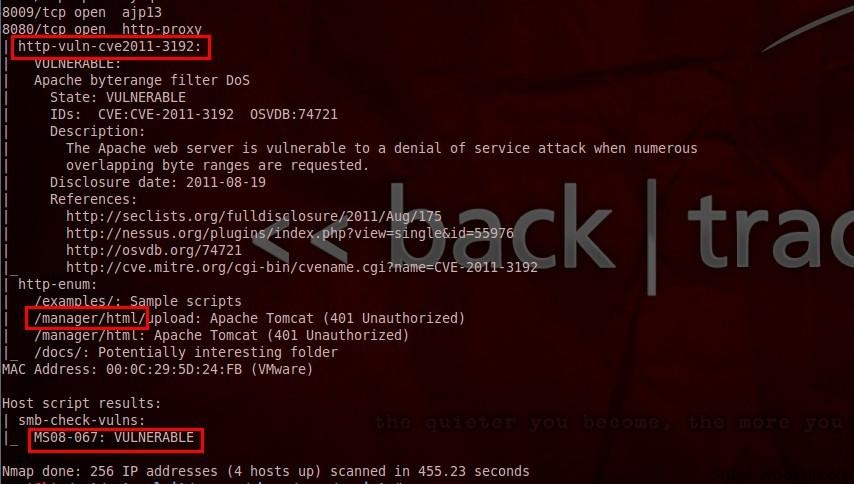 8009/tcp open  ajp13
8080/tcp open  http-proxy
| http-vuln-cve2011-3192:
|   VULNERABLE:
|   Apache byterange filter DoS
|     State: VULNERABLE
|     IDs:  CVE:CVE-2011-3192  OSVDB:74721
|     Description:
|       The Apache web server is vulnerable to a denial of service attack when numerous
|       overlapping byte ranges are requested.
|     Disclosure date: 2011-08-19
|     References:
|       http://seclists.org/fulldisclosure/2011/Aug/175
|       http://nessus.org/plugins/index.php?view=single&id=55976
|       http://osvdb.org/74721
|_      http://cve.mitre.org/cgi-bin/cvename.cgi?name=CVE-2011-3192
| http-enum:
|   /examples/: Sample scripts
|   /manager/html/upload: Apache Tomcat (401 Unauthorized)
|   /manager/html: Apache Tomcat (401 Unauthorized)
|_  /docs/: Potentially interesting folder
MAC Address: 00:0C:29:5D:24:FB (VMware)
Host script results:
| smb-check-vulns:
|_  MS08-067: VULNERABLE
Nmap done: 256 IP addresses (4 hosts up) scanned in 455.23 seconds
<< back | trac
the quieter you become, the more you